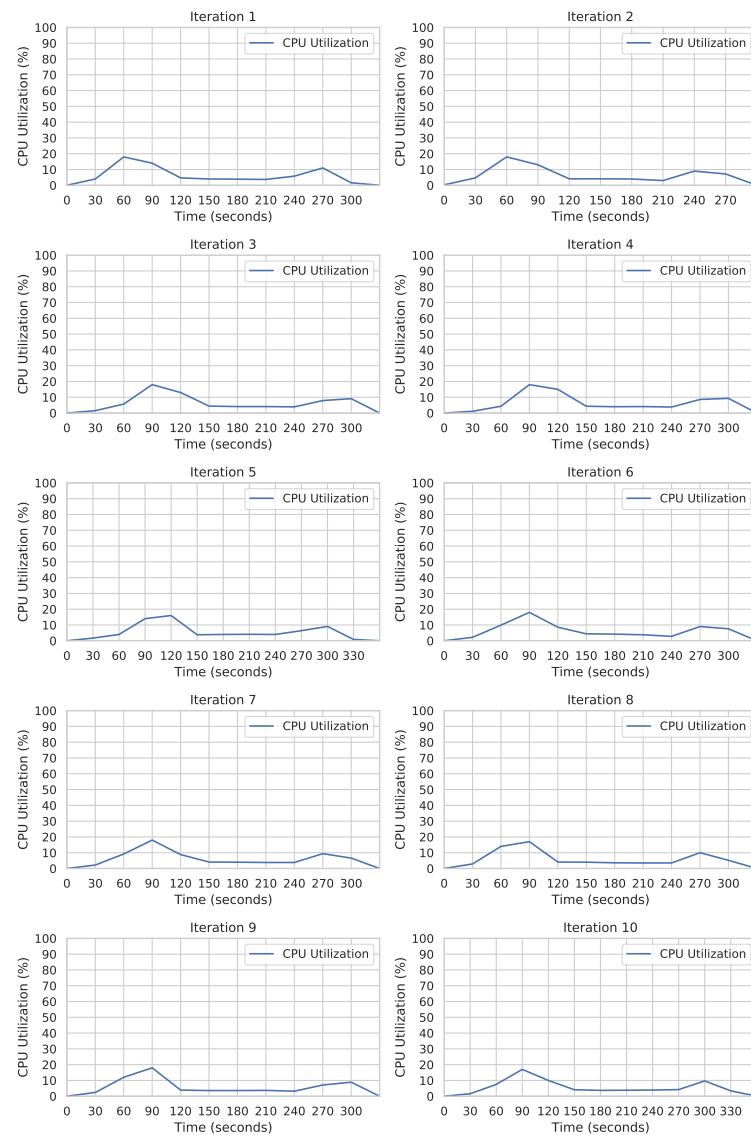 Iteration 1
CPU Utilization (%)
100
90
80
70
60
50
40
30
20
10
0
CPU Utilization
0 30 60 90 120 150 180 210 240 270 300
Time (seconds)
Iteration 2
CPU Utilization (%)
100
90
80
70
60
50
40
30
20
10
0
CPU Utilization
0 30 60 90 120 150 180 210 240 270
Time (seconds)
Iteration 3
CPU Utilization (%)
100
90
80
70
60
50
40
30
20
10
0
CPU Utilization
0 30 60 90 120 150 180 210 240 270 300
Time (seconds)
Iteration 4
CPU Utilization (%)
100
90
80
70
60
50
40
30
20
10
0
CPU Utilization
0 30 60 90 120 150 180 210 240 270 300
Time (seconds)
Iteration 5
CPU Utilization (%)
100
90
80
70
60
50
40
30
20
10
0
CPU Utilization
0 30 60 90 120 150 180 210 240 270 300 330
Time (seconds)
Iteration 6
CPU Utilization (%)
100
90
80
70
60
50
40
30
20
10
0
CPU Utilization
0 30 60 90 120 150 180 210 240 270 300
Time (seconds)
Iteration 7
CPU Utilization (%)
100
90
80
70
60
50
40
30
20
10
0
CPU Utilization
0 30 60 90 120 150 180 210 240 270 300
Time (seconds)
Iteration 8
CPU Utilization (%)
100
90
80
70
60
50
40
30
20
10
0
CPU Utilization
0 30 60 90 120 150 180 210 240 270 300
Time (seconds)
Iteration 9
CPU Utilization (%)
100
90
80
70
60
50
40
30
20
10
0
CPU Utilization
0 30 60 90 120 150 180 210 240 270 300
Time (seconds)
Iteration 10
CPU Utilization (%)
100
90
80
70
60
50
40
30
20
10
0
CPU Utilization
0 30 60 90 120 150 180 210 240 270 300 330
Time (seconds)